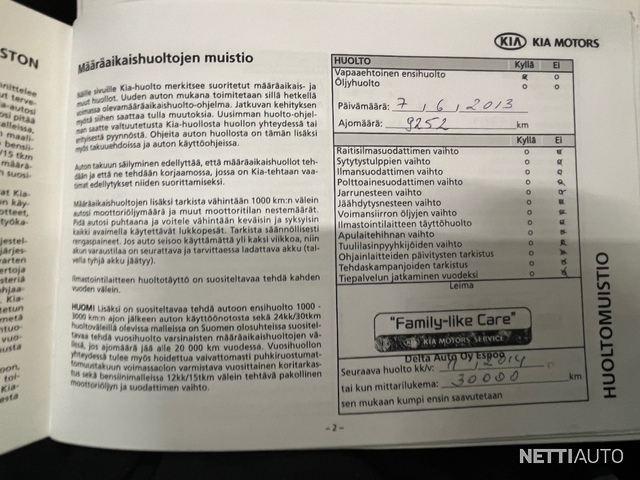 Määräaikaishuoltojen muistio
Näille sivuille Kia-huolto merkitsee suoritetut määräaikais- ja
muut huollot. Uuden auton mukana toimitetaan sillä hetkellä
voimassa olevamääräaikaishuolto-ohjelma. Jatkuvan kehityksen
myötä siihen saattaa tulla muutoksia. Uusimman huolto-ohjel-
man saatte valtuutetusta Kia-huollosta huollon yhteydessä tai
erityisestä pyynnöstä. Ohjeita auton huollosta on tämän lisäksi
myös takuuehdoissa ja auton käyttöohjeissa.
Auton takuun säilyminen edellyttää, että määräaikaishuollot teh-
dään ja että ne tehdään korjaamossa, jossa on Kia-tehtaan vaa-
timat edellytykset niiden suorittamiseksi.
Määräaikaishuoltojen lisäksi tarkista vähintään 1000 km:n välein
autosi moottoriöljymäärä ja muut moottoritilan nestemäärät.
Pidä autosi puhtaana ja voitele vähintään keväisin ja syksyisin
kaikki avaimella käytettävät lukkopesät. Tarkista säännöllisesti
rengaspaineet. Jos auto seisoo käyttämättä yli kaksi viikkoa, niin
akun varaustilaa on seurattava ja tarvittaessa ladattava akku (tal-
vella tyhjä akku jäätyy).
Ilmastointilaitteen huoltotäyttö on suositeltavaa tehdä kahden
vuoden välein.
HUOM! Lisäksi on suositeltavaa tehdä autoon ensihuolto 1000 -
3000 km:n ajon jälkeen auton käyttöönotosta sekä 24kk/30tkm
huoltoväleillä olevissa malleissa on Suomen olosuhteissa suositel-
tavaa tehdä vuosihuolto varsinaisten määräaikaishuoltojen vä-
lissä, jos ajomäärä jää alle 20 000 km vuodessa. Vuosihuollon
yhteydessä tulee myös hoidettua vaivattomasti puhkiruostumat-
tomuustakuun voimassaolon varmistava vuosittainen koritarkas-
tus sekä bensiinimalleissa 12kk/15tkm välein tehtävä pakollinen
moottoriöljyn ja suodattimen vaihto.
KIA KIA MOTORS
HUOLTO Kyllä Ei
Vapaaehtoinen ensihuolto
Öljyhuolto
Päivämäärä: 7 , 6 , 2013
Ajomäärä: 9252 km
Kyllä Ei
Raitisilmasuodattimen vaihto
Sytytystulppien vaihto
Ilmansuodattimen vaihto
Polttoainesuodattimen vaihto
Jarrunesteen vaihto
Jäähdytysnesteen vaihto
Voimansiirron öljyjen vaihto
Ilmastointilaitteen täyttöhuolto
Apulaitehihnan vaihto
Tuulilasinpyyhkijöiden vaihto
Ohjainlaitteiden päivitysten tarkistus
Tehdaskampanjoiden tarkistus
Tiepalvelun jatkaminen vuodeksi
Leima
"Family-like Care"
KIA MOTORS SERVICE
Delta Auto Oy Espoo
Seuraava huolto kk/v: 11 , 2014
tai kun mittarilukema: 30000 km
sen mukaan kumpi ensin saavutetaan
HUOLTOMUISTIO
- 2 -
NETTIAUTO